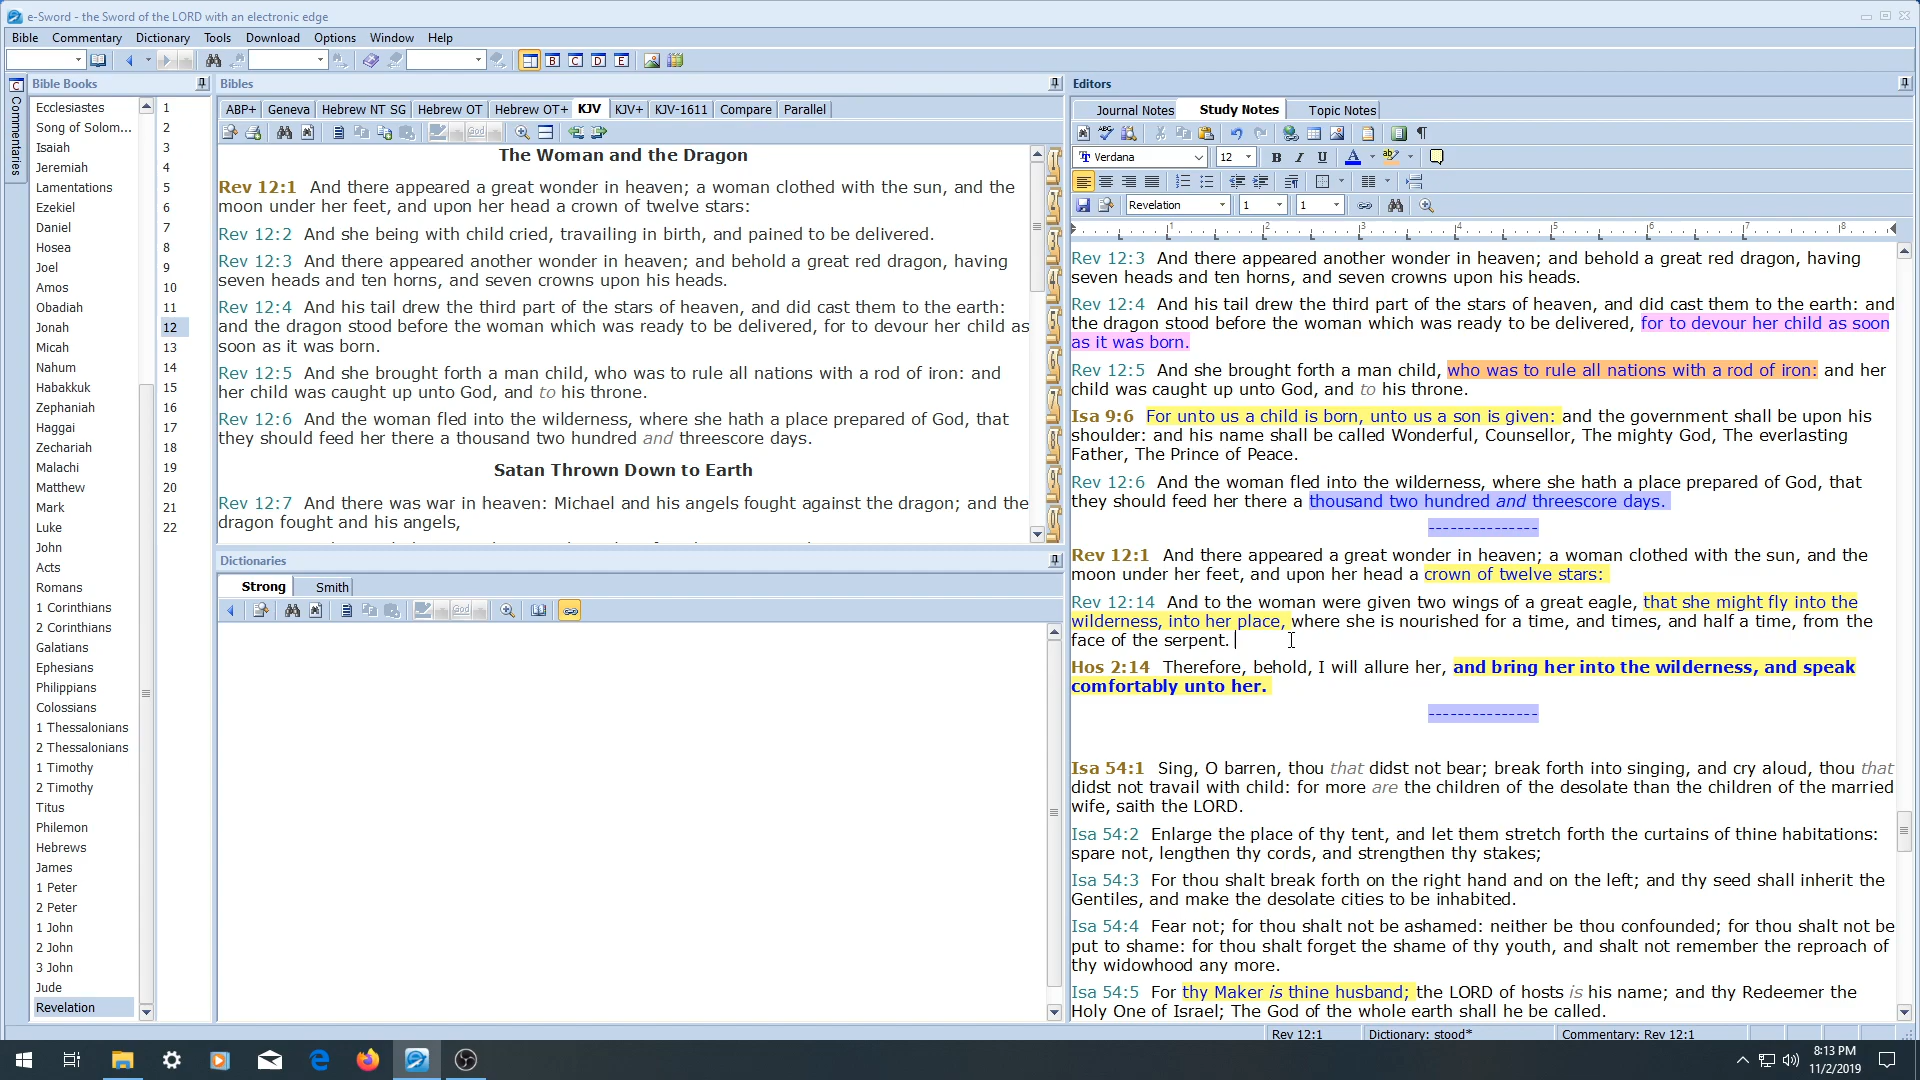 e-Sword - the Sword of the LORD with an electronic edge
Bible Commentary Dictionary Tools Download Options Window Help
B C D E
Commentaries
Bible Books
Ecclesiastes
Song of Solom...
Isaiah
Jeremiah
Lamentations
Ezekiel
Daniel
Hosea
Joel
Amos
Obadiah
Jonah
Micah
Nahum
Habakkuk
Zephaniah
Haggai
Zechariah
Malachi
Matthew
Mark
Luke
John
Acts
Romans
1 Corinthians
2 Corinthians
Galatians
Ephesians
Philippians
Colossians
1 Thessalonians
2 Thessalonians
1 Timothy
2 Timothy
Titus
Philemon
Hebrews
James
1 Peter
2 Peter
1 John
2 John
3 John
Jude
Revelation
1
2
3
4
5
6
7
8
9
10
11
12
13
14
15
16
17
18
19
20
21
22
Bibles
ABP+ Geneva Hebrew NT SG Hebrew OT Hebrew OT+ KJV KJV+ KJV-1611 Compare Parallel
God
The Woman and the Dragon
Rev 12:1 And there appeared a great wonder in heaven; a woman clothed with the sun, and the
moon under her feet, and upon her head a crown of twelve stars:
Rev 12:2 And she being with child cried, travailing in birth, and pained to be delivered.
Rev 12:3 And there appeared another wonder in heaven; and behold a great red dragon, having
seven heads and ten horns, and seven crowns upon his heads.
Rev 12:4 And his tail drew the third part of the stars of heaven, and did cast them to the earth:
and the dragon stood before the woman which was ready to be delivered, for to devour her child as
soon as it was born.
Rev 12:5 And she brought forth a man child, who was to rule all nations with a rod of iron: and
her child was caught up unto God, and to his throne.
Rev 12:6 And the woman fled into the wilderness, where she hath a place prepared of God, that
they should feed her there a thousand two hundred and threescore days.
Satan Thrown Down to Earth
Rev 12:7 And there was war in heaven: Michael and his angels fought against the dragon; and the
dragon fought and his angels,
1
2
3
4
5
6
7
8
9
0
Dictionaries
Strong Smith
God
Editors
Journal Notes Study Notes Topic Notes
Verdana 12 B I U A ab
Revelation 1 1
1 2 3 4 5 6 7 8
Rev 12:3 And there appeared another wonder in heaven; and behold a great red dragon, having
seven heads and ten horns, and seven crowns upon his heads.
Rev 12:4 And his tail drew the third part of the stars of heaven, and did cast them to the earth: and
the dragon stood before the woman which was ready to be delivered, for to devour her child as soon
as it was born.
Rev 12:5 And she brought forth a man child, who was to rule all nations with a rod of iron: and her
child was caught up unto God, and to his throne.
Isa 9:6 For unto us a child is born, unto us a son is given: and the government shall be upon his
shoulder: and his name shall be called Wonderful, Counsellor, The mighty God, The everlasting
Father, The Prince of Peace.
Rev 12:6 And the woman fled into the wilderness, where she hath a place prepared of God, that
they should feed her there a thousand two hundred and threescore days.
---------------
Rev 12:1 And there appeared a great wonder in heaven; a woman clothed with the sun, and the
moon under her feet, and upon her head a crown of twelve stars:
Rev 12:14 And to the woman were given two wings of a great eagle, that she might fly into the
wilderness, into her place, where she is nourished for a time, and times, and half a time, from the
face of the serpent.
Hos 2:14 Therefore, behold, I will allure her, and bring her into the wilderness, and speak
comfortably unto her.
---------------
Isa 54:1 Sing, O barren, thou that didst not bear; break forth into singing, and cry aloud, thou that
didst not travail with child: for more are the children of the desolate than the children of the married
wife, saith the LORD.
Isa 54:2 Enlarge the place of thy tent, and let them stretch forth the curtains of thine habitations:
spare not, lengthen thy cords, and strengthen thy stakes;
Isa 54:3 For thou shalt break forth on the right hand and on the left; and thy seed shall inherit the
Gentiles, and make the desolate cities to be inhabited.
Isa 54:4 Fear not; for thou shalt not be ashamed: neither be thou confounded; for thou shalt not be
put to shame: for thou shalt forget the shame of thy youth, and shalt not remember the reproach of
thy widowhood any more.
Isa 54:5 For thy Maker is thine husband; the LORD of hosts is his name; and thy Redeemer the
Holy One of Israel; The God of the whole earth shall he be called.
Rev 12:1 Dictionary: stood* Commentary: Rev 12:1
8:13 PM
11/2/2019